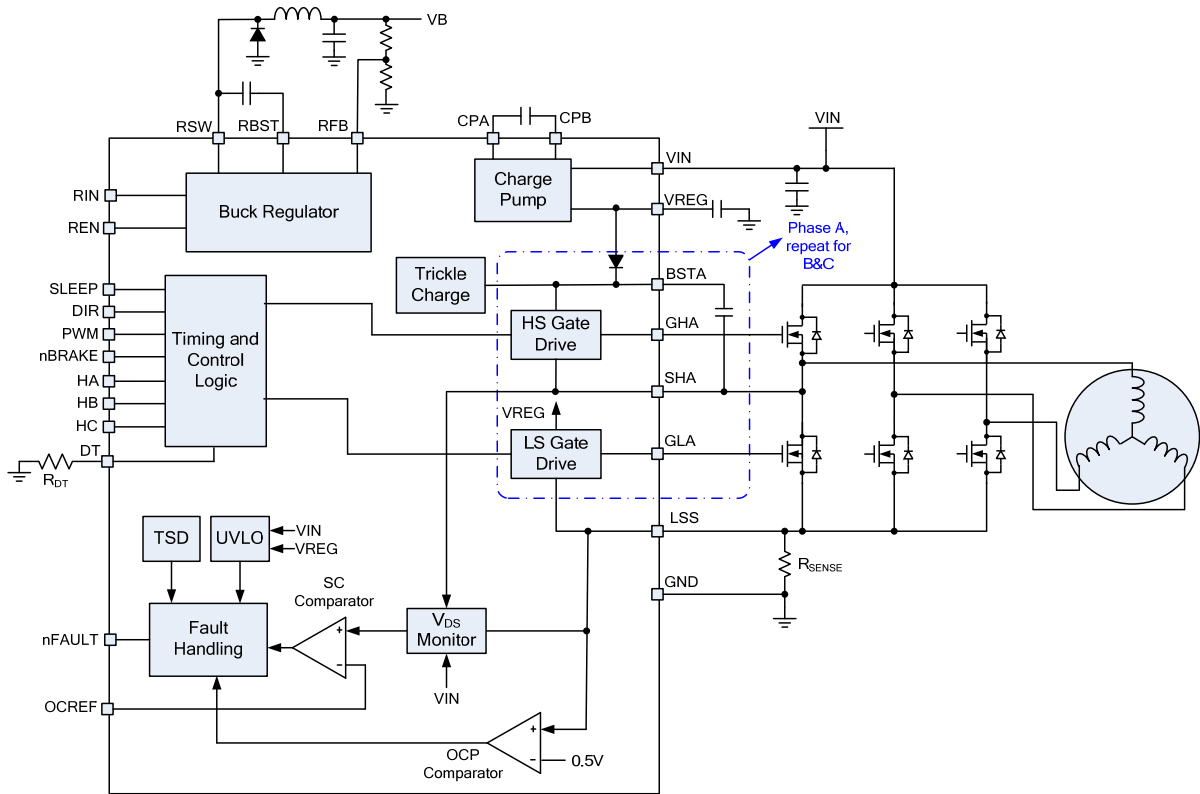 VB
RSW
RBST
RFB
CPA
CPB
VIN
RIN
REN
Buck Regulator
Charge
Pump
VIN
VREG
Phase A,
repeat for
B&C
Trickle
Charge
BSTA
SLEEP
DIR
PWM
nBRAKE
HA
HB
HC
DT
RDT
Timing and
Control
Logic
HS Gate
Drive
GHA
SHA
VREG
LS Gate
Drive
GLA
LSS
RSENSE
GND
TSD
UVLO
VIN
VREG
SC
Comparator
+
−
Fault
Handling
nFAULT
VDS
Monitor
VIN
OCREF
OCP
Comparator
+
−
0.5V